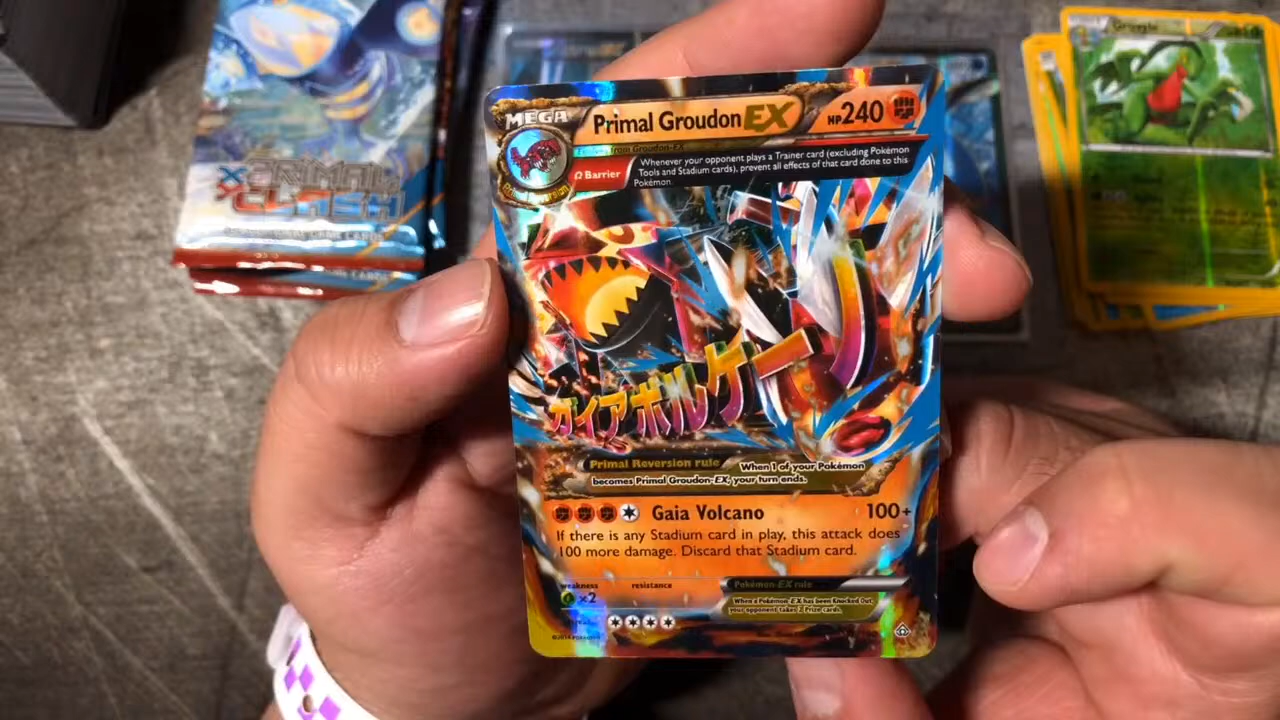 PRIMAL
CLASH
MEGA
Primal Groudon EX
HP240
Evolves from Groudon-EX
Primal Reversion
Ω Barrier
Whenever your opponent plays a Trainer card (excluding Pokémon
Tools and Stadium cards), prevent all effects of that card done to this
Pokémon.
ガイアボルケーノ
Primal Reversion rule
When 1 of your Pokémon
becomes Primal Groudon-EX, your turn ends.
Gaia Volcano
100+
If there is any Stadium card in play, this attack does
100 more damage. Discard that Stadium card.
weakness
resistance
×2
Pokémon-EX rule
When a Pokémon-EX has been Knocked Out,
your opponent takes 2 Prize cards.